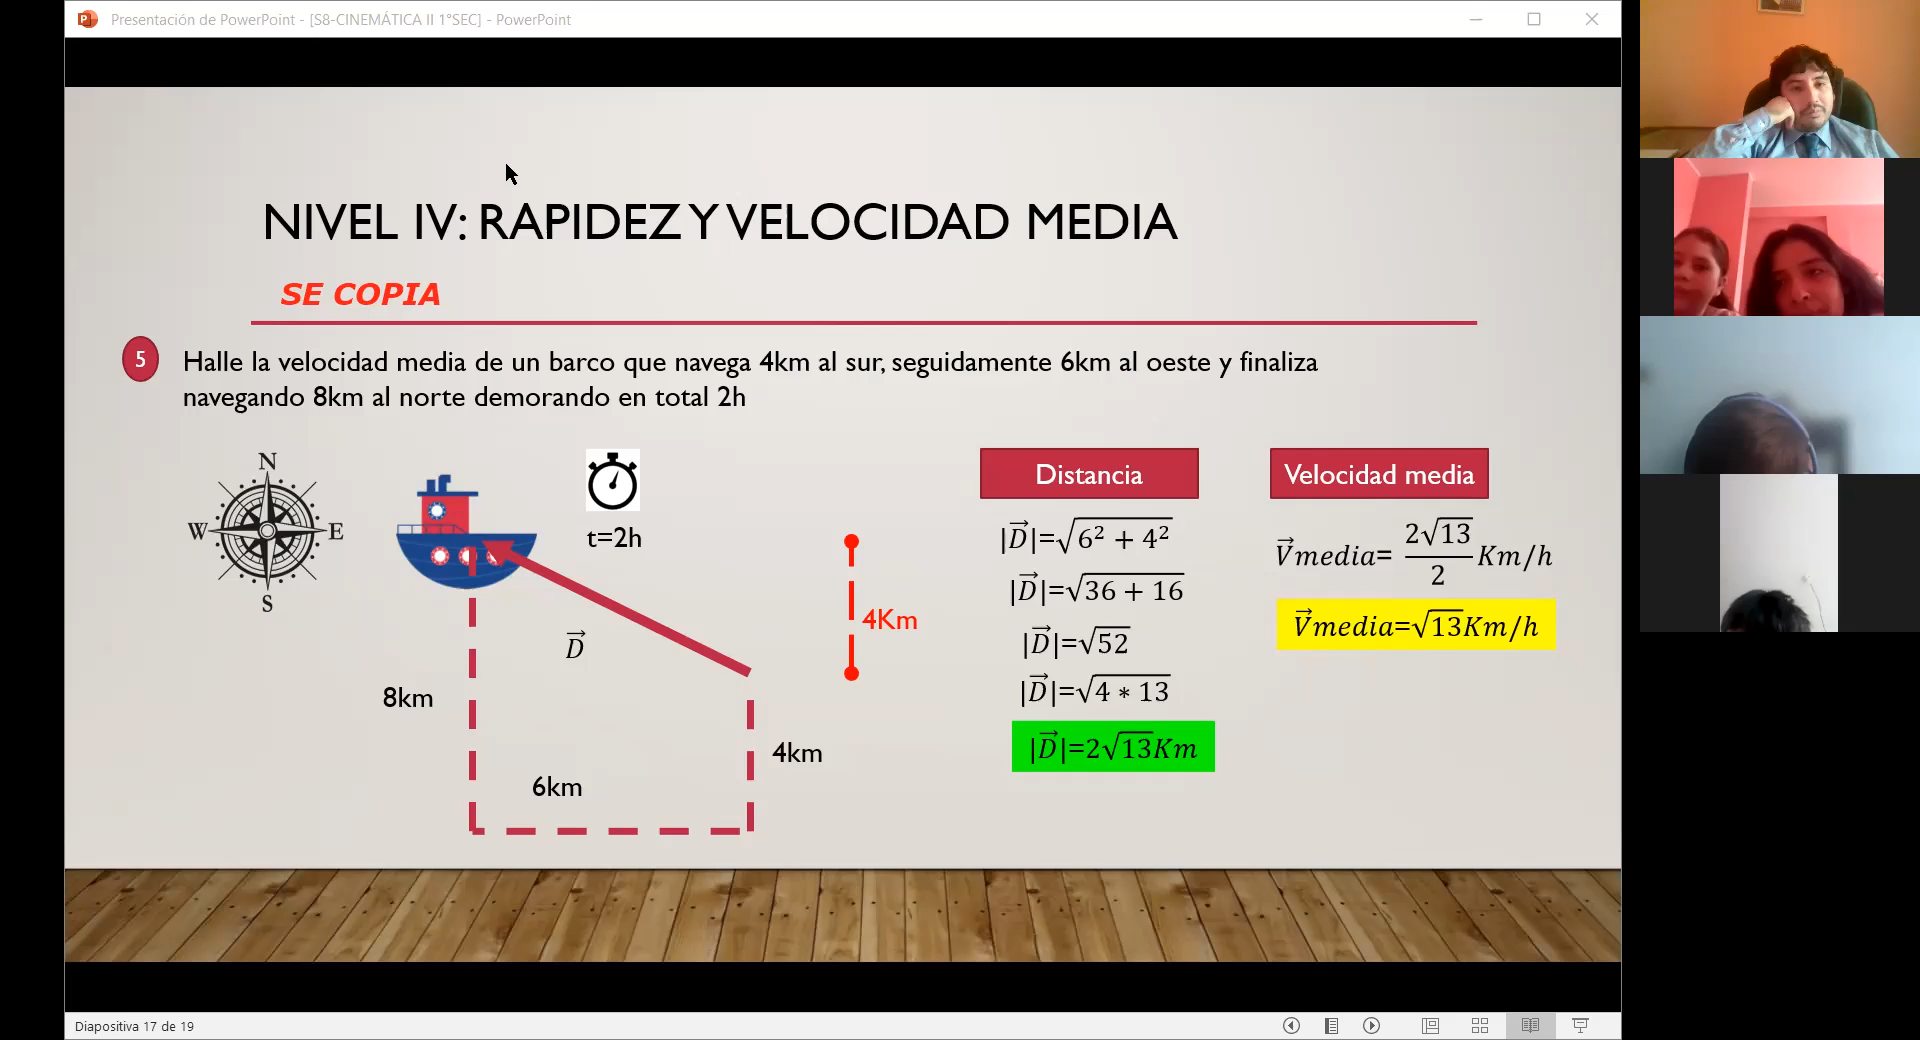 Presentación de PowerPoint - [S8-CINEMÁTICA II 1°SEC] - PowerPoint
NIVEL IV: RAPIDEZ Y VELOCIDAD MEDIA
SE COPIA
5
Halle la velocidad media de un barco que navega 4km al sur, seguidamente 6km al oeste y finaliza
navegando 8km al norte demorando en total 2h
N
W E
S
t=2h
D⃗
8km
6km
4km
4Km
Distancia
|D⃗|=√(6² + 4²)
|D⃗|=√(36 + 16)
|D⃗|=√52
|D⃗|=√(4 ∗ 13)
|D⃗|=2√13Km
Velocidad media
V⃗media= 2√13/2 Km/h
V⃗media=√13Km/h
Diapositiva 17 de 19